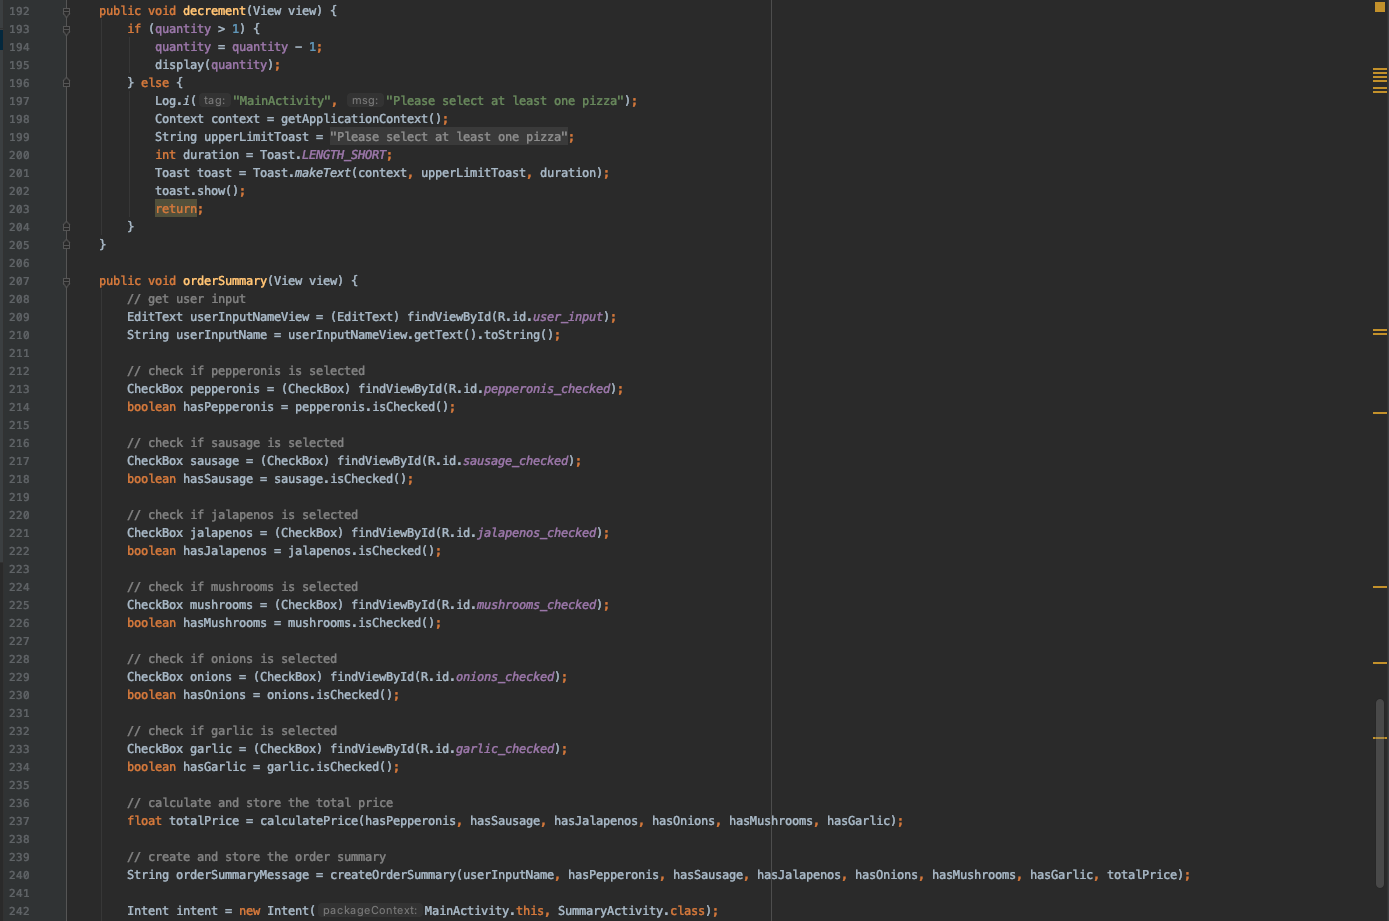 192 public void decrement(View view) {
193 if (quantity > 1) {
194 quantity = quantity - 1;
195 display(quantity);
196 } else {
197 Log.i( tag: "MainActivity", msg: "Please select at least one pizza");
198 Context context = getApplicationContext();
199 String upperLimitToast = "Please select at least one pizza";
200 int duration = Toast.LENGTH_SHORT;
201 Toast toast = Toast.makeText(context, upperLimitToast, duration);
202 toast.show();
203 return;
204 }
205 }
206
207 public void orderSummary(View view) {
208 // get user input
209 EditText userInputNameView = (EditText) findViewById(R.id.user_input);
210 String userInputName = userInputNameView.getText().toString();
211
212 // check if pepperonis is selected
213 CheckBox pepperonis = (CheckBox) findViewById(R.id.pepperonis_checked);
214 boolean hasPepperonis = pepperonis.isChecked();
215
216 // check if sausage is selected
217 CheckBox sausage = (CheckBox) findViewById(R.id.sausage_checked);
218 boolean hasSausage = sausage.isChecked();
219
220 // check if jalapenos is selected
221 CheckBox jalapenos = (CheckBox) findViewById(R.id.jalapenos_checked);
222 boolean hasJalapenos = jalapenos.isChecked();
223
224 // check if mushrooms is selected
225 CheckBox mushrooms = (CheckBox) findViewById(R.id.mushrooms_checked);
226 boolean hasMushrooms = mushrooms.isChecked();
227
228 // check if onions is selected
229 CheckBox onions = (CheckBox) findViewById(R.id.onions_checked);
230 boolean hasOnions = onions.isChecked();
231
232 // check if garlic is selected
233 CheckBox garlic = (CheckBox) findViewById(R.id.garlic_checked);
234 boolean hasGarlic = garlic.isChecked();
235
236 // calculate and store the total price
237 float totalPrice = calculatePrice(hasPepperonis, hasSausage, hasJalapenos, hasOnions, hasMushrooms, hasGarlic);
238
239 // create and store the order summary
240 String orderSummaryMessage = createOrderSummary(userInputName, hasPepperonis, hasSausage, hasJalapenos, hasOnions, hasMushrooms, hasGarlic, totalPrice);
241
242 Intent intent = new Intent( packageContext: MainActivity.this, SummaryActivity.class);